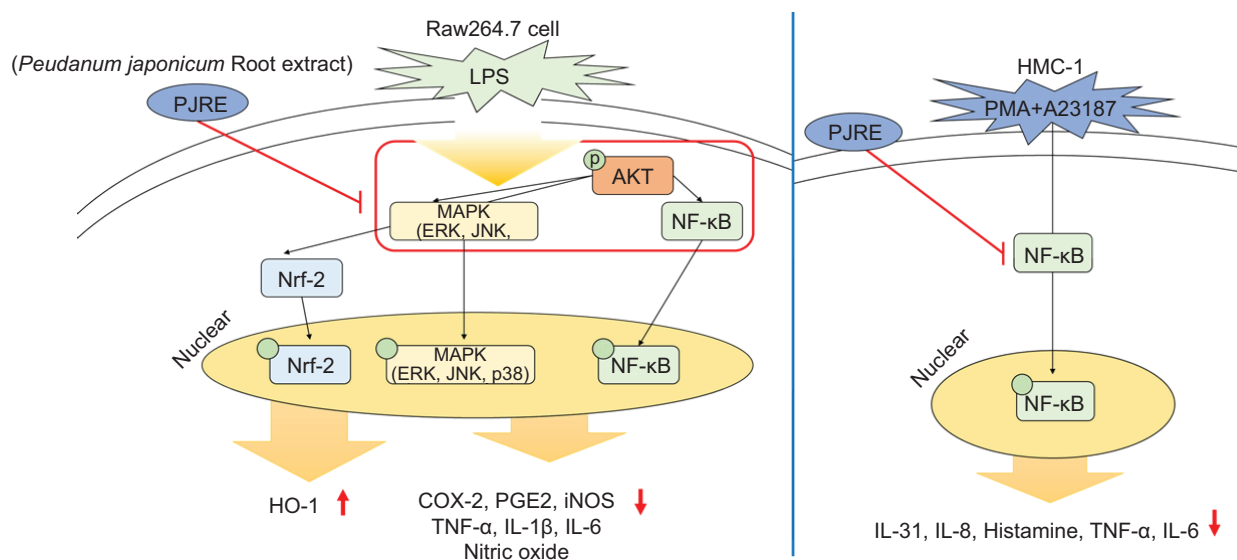 Raw264.7 cell
(Peudanum japonicum Root extract)
LPS
PJRE
p
AKT
MAPK
(ERK, JNK,
NF-κB
Nrf-2
Nuclear
Nrf-2
MAPK
(ERK, JNK, p38)
NF-κB
HO-1
COX-2, PGE2, iNOS
TNF-α, IL-1β, IL-6
Nitric oxide
HMC-1
PMA+A23187
PJRE
NF-κB
Nuclear
NF-κB
IL-31, IL-8, Histamine, TNF-α, IL-6